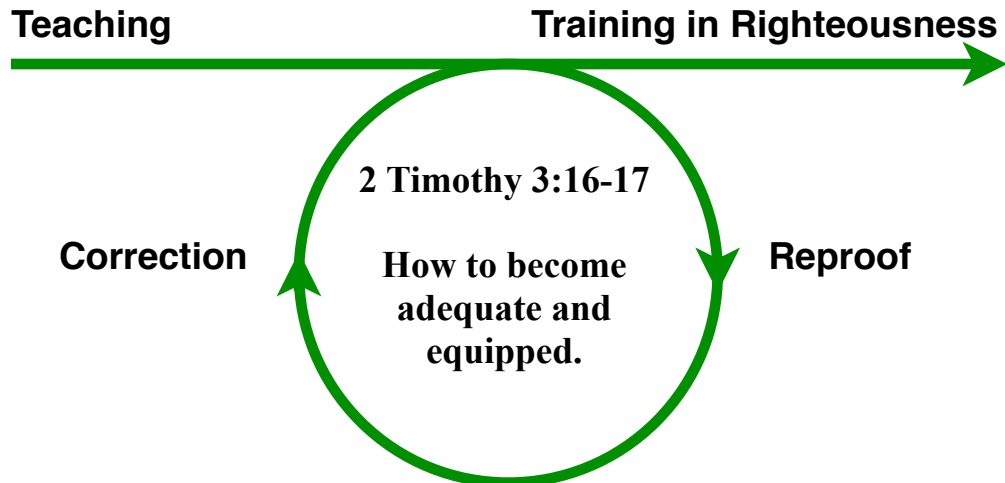 Teaching
Training in Righteousness
2 Timothy 3:16-17
Correction
How to become
adequate and
equipped.
Reproof